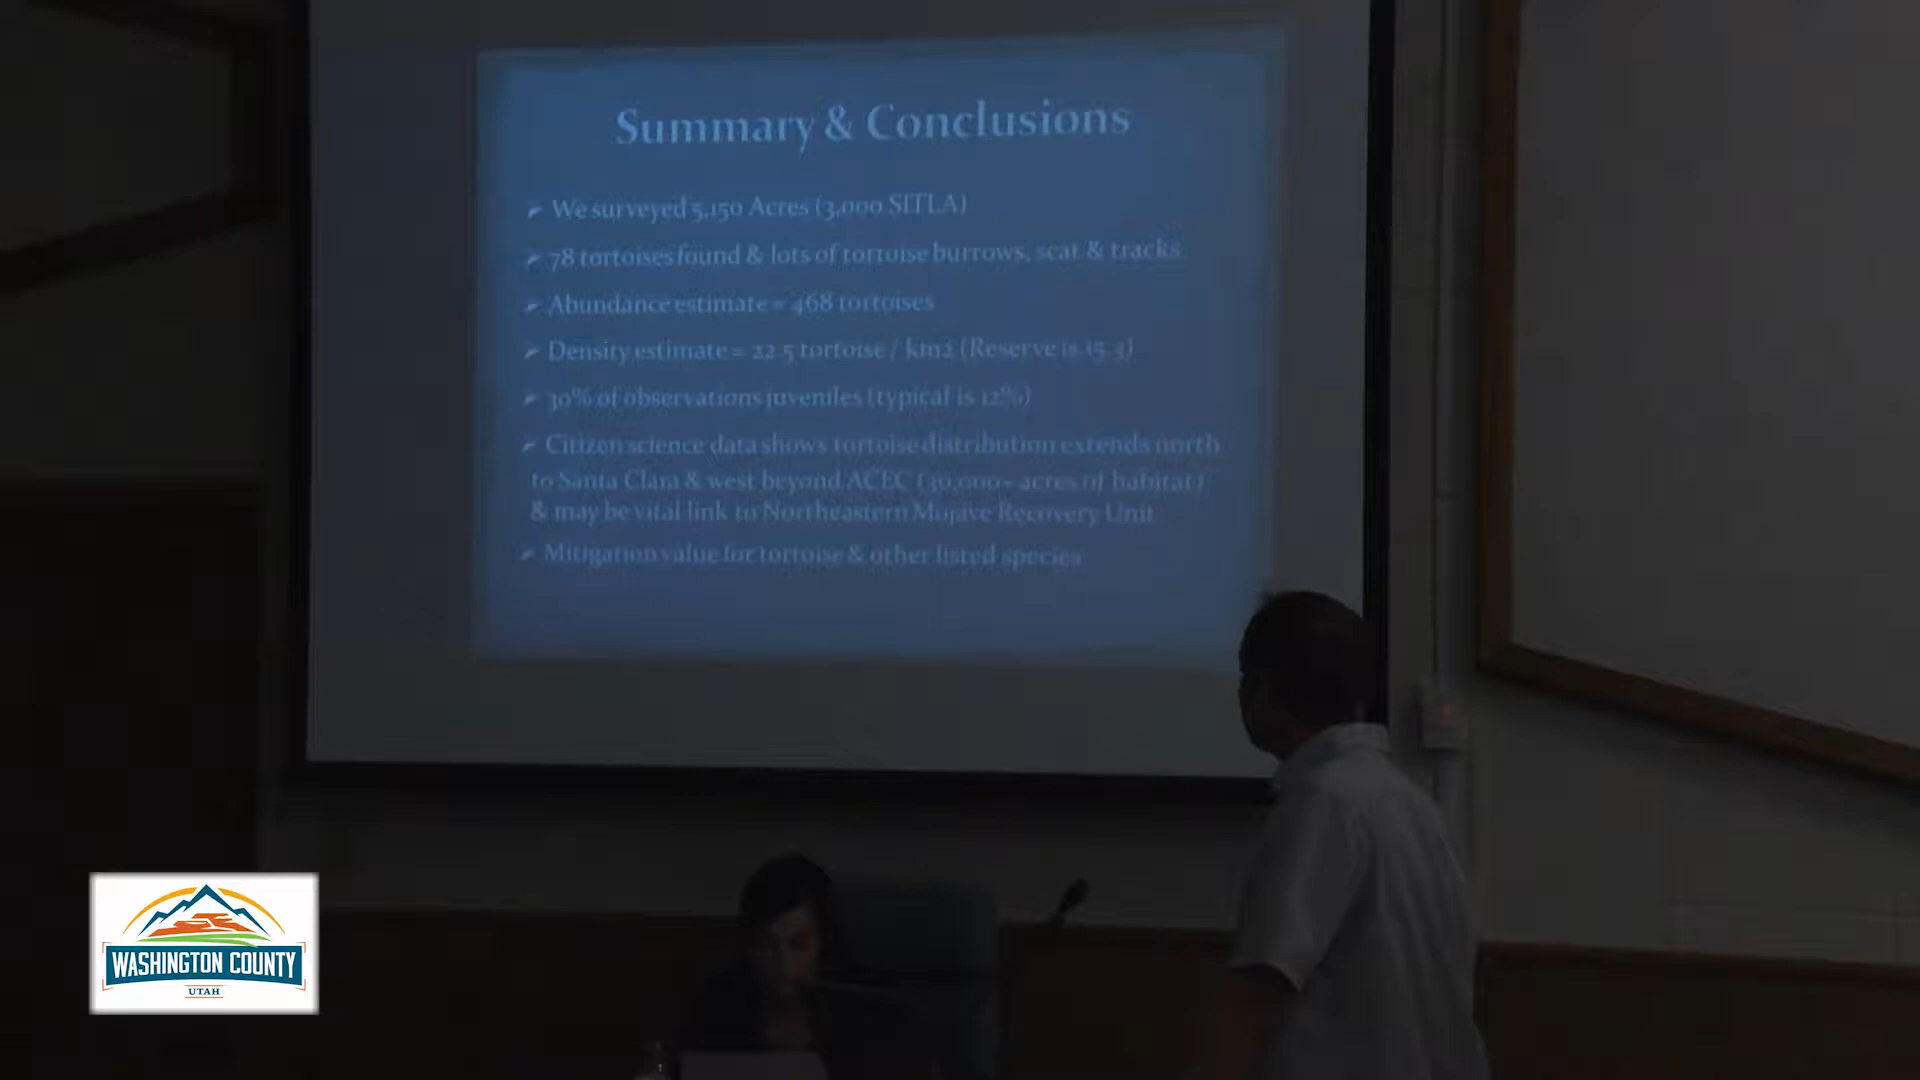 Summary & Conclusions
We surveyed 5,150 Acres (3,000 SITLA)
78 tortoises found & lots of tortoise burrows, scat & tracks
Abundance estimate = 468 tortoises
Density estimate = 22.5 tortoise / km2 (Reserve is 15.3)
30% of observations juveniles (typical is 12%)
Citizen science data shows tortoise distribution extends north
to Santa Clara & west beyond ACEC (30,000+ acres of habitat)
& may be vital link to Northeastern Mojave Recovery Unit
Mitigation value for tortoise & other listed species
WASHINGTON COUNTY
UTAH